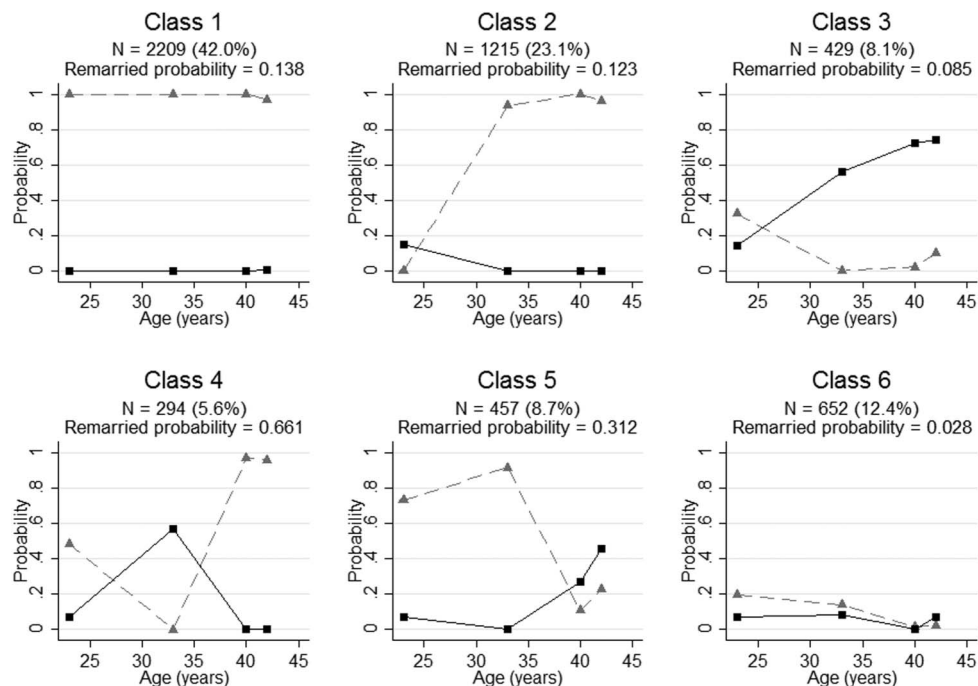 Class 1
N = 2209 (42.0%)
Remarried probability = 0.138
Probability
0 .2 .4 .6 .8 1
25 30 35 40 45
Age (years)
Class 2
N = 1215 (23.1%)
Remarried probability = 0.123
Probability
0 .2 .4 .6 .8 1
25 30 35 40 45
Age (years)
Class 3
N = 429 (8.1%)
Remarried probability = 0.085
Probability
0 .2 .4 .6 .8 1
25 30 35 40 45
Age (years)
Class 4
N = 294 (5.6%)
Remarried probability = 0.661
Probability
0 .2 .4 .6 .8 1
25 30 35 40 45
Age (years)
Class 5
N = 457 (8.7%)
Remarried probability = 0.312
Probability
0 .2 .4 .6 .8 1
25 30 35 40 45
Age (years)
Class 6
N = 652 (12.4%)
Remarried probability = 0.028
Probability
0 .2 .4 .6 .8 1
25 30 35 40 45
Age (years)